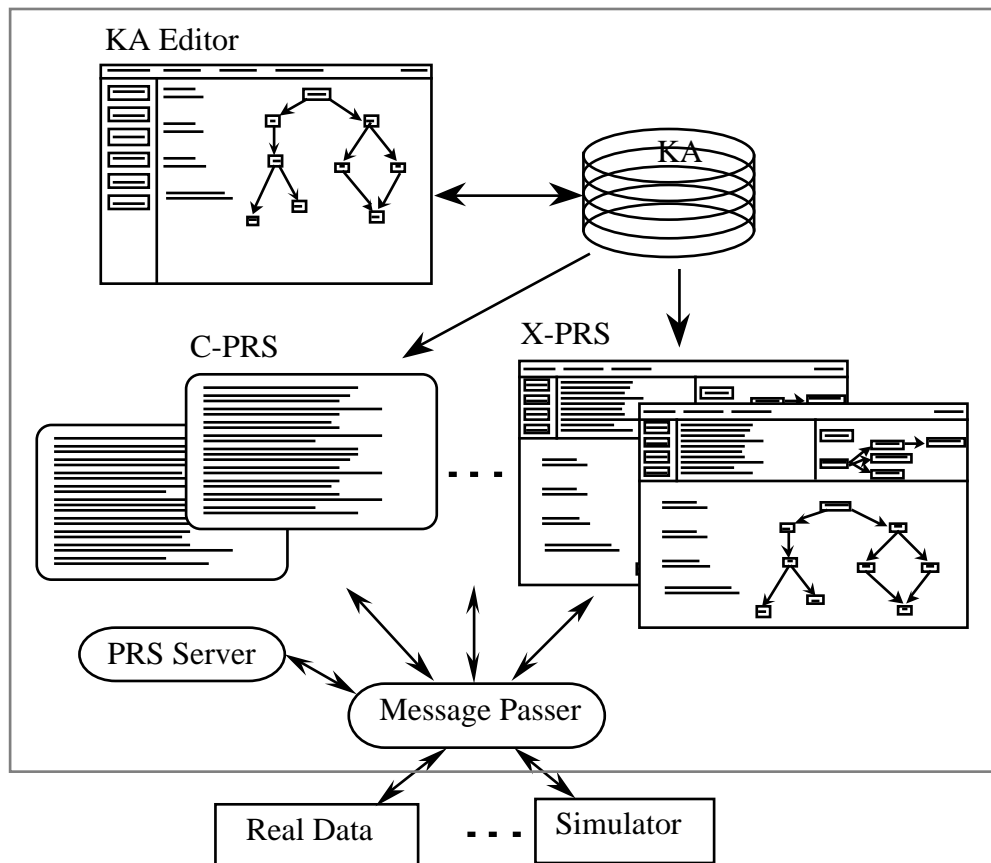 KA Editor
KA
C-PRS
X-PRS
PRS Server
Message Passer
Real Data
Simulator